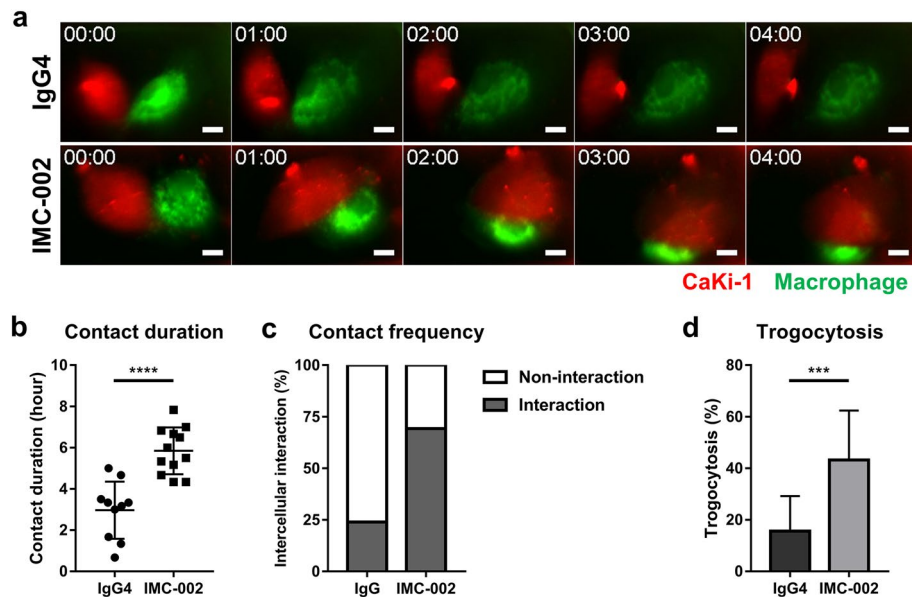 a
IgG4
00:00 01:00 02:00 03:00 04:00
IMC-002
00:00 01:00 02:00 03:00 04:00
CaKi-1 Macrophage
b Contact duration
Contact duration (hour)
10
8
6
4
2
0
****
IgG4 IMC-002
c Contact frequency
Intercellular interaction (%)
100
75
50
25
0
IgG IMC-002
Non-interaction
Interaction
d Trogocytosis
Trogocytosis (%)
80
60
40
20
0
***
IgG4 IMC-002